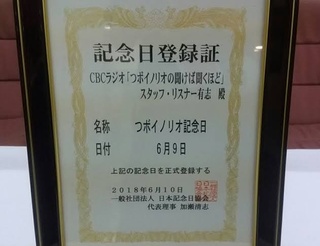 記念日登録証
CBCラジオ「つボイノリオの聞けば聞くほど」
スタッフ・リスナー有志 殿
名称 つボイノリオ記念日
日付 6月9日
上記の記念日を正式登録する
2018年6月10日
一般社団法人 日本記念日協会
代表理事 加瀬清志